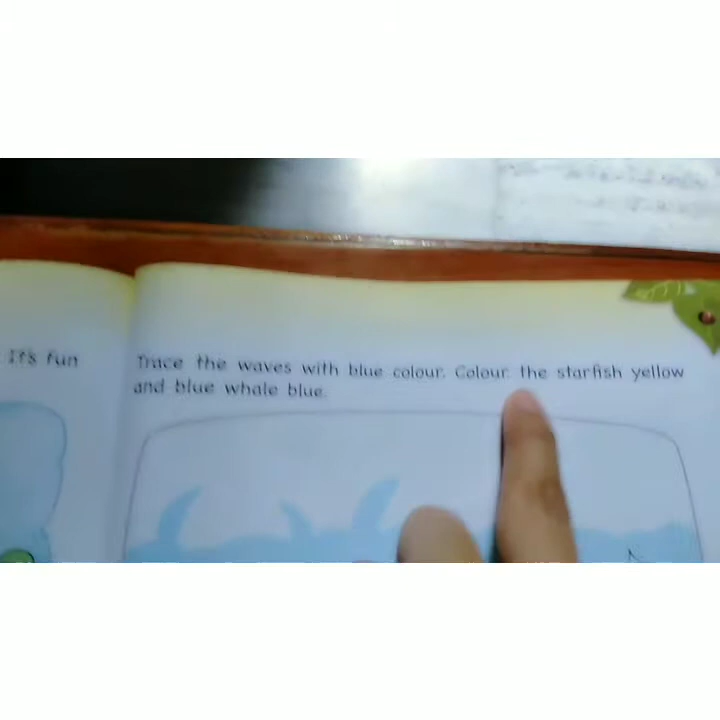 It's fun
Trace the waves with blue colour. Colour the starfish yellow
and blue whale blue.